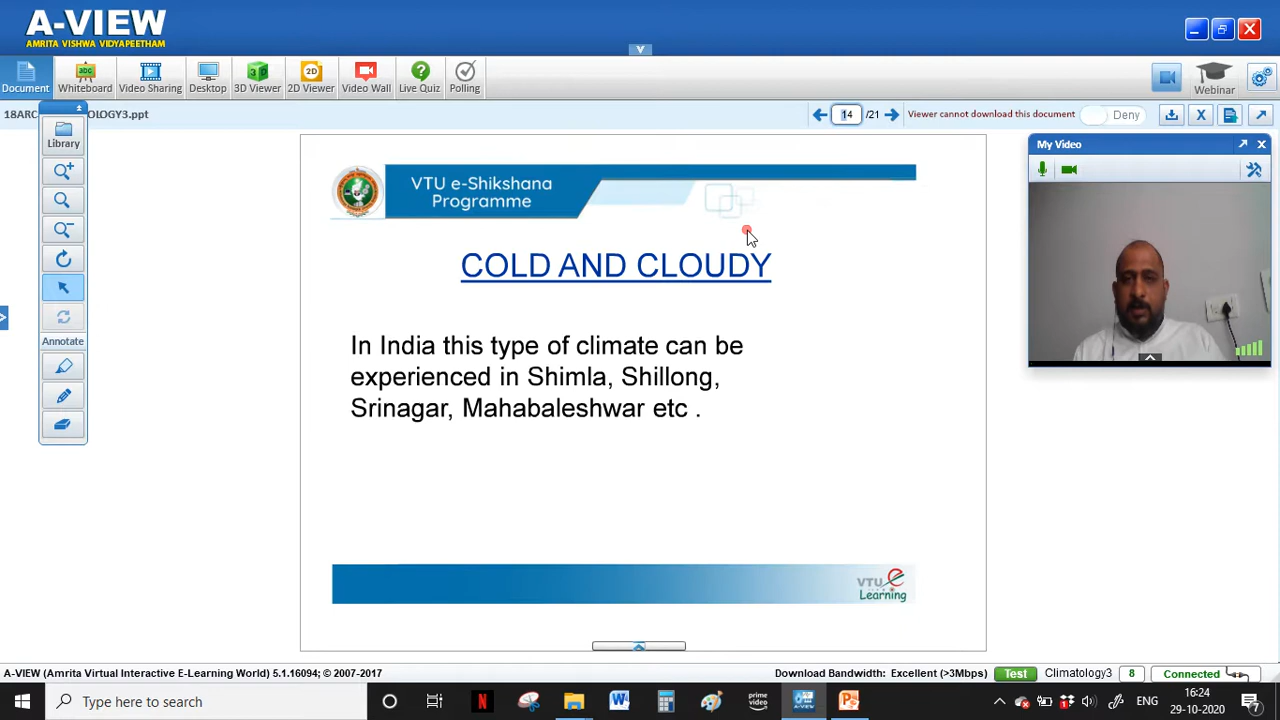 A-VIEW
AMRITA VISHWA VIDYAPEETHAM
Document
Whiteboard
Video Sharing
Desktop
3D Viewer
2D Viewer
Video Wall
Live Quiz
Polling
Webinar
18ARC
OLOGY3.ppt
14 /21
Viewer cannot download this document
Deny
My Video
Library
Annotate
VTU e-Shikshana
Programme
COLD AND CLOUDY
In India this type of climate can be
experienced in Shimla, Shillong,
Srinagar, Mahabaleshwar etc .
VTU e
Learning
A-VIEW (Amrita Virtual Interactive E-Learning World) 5.1.16094; © 2007-2017
Download Bandwidth: Excellent (>3Mbps)
Test
Climatology3
8
Connected
Type here to search
prime
video
ENG
16:24
29-10-2020
7